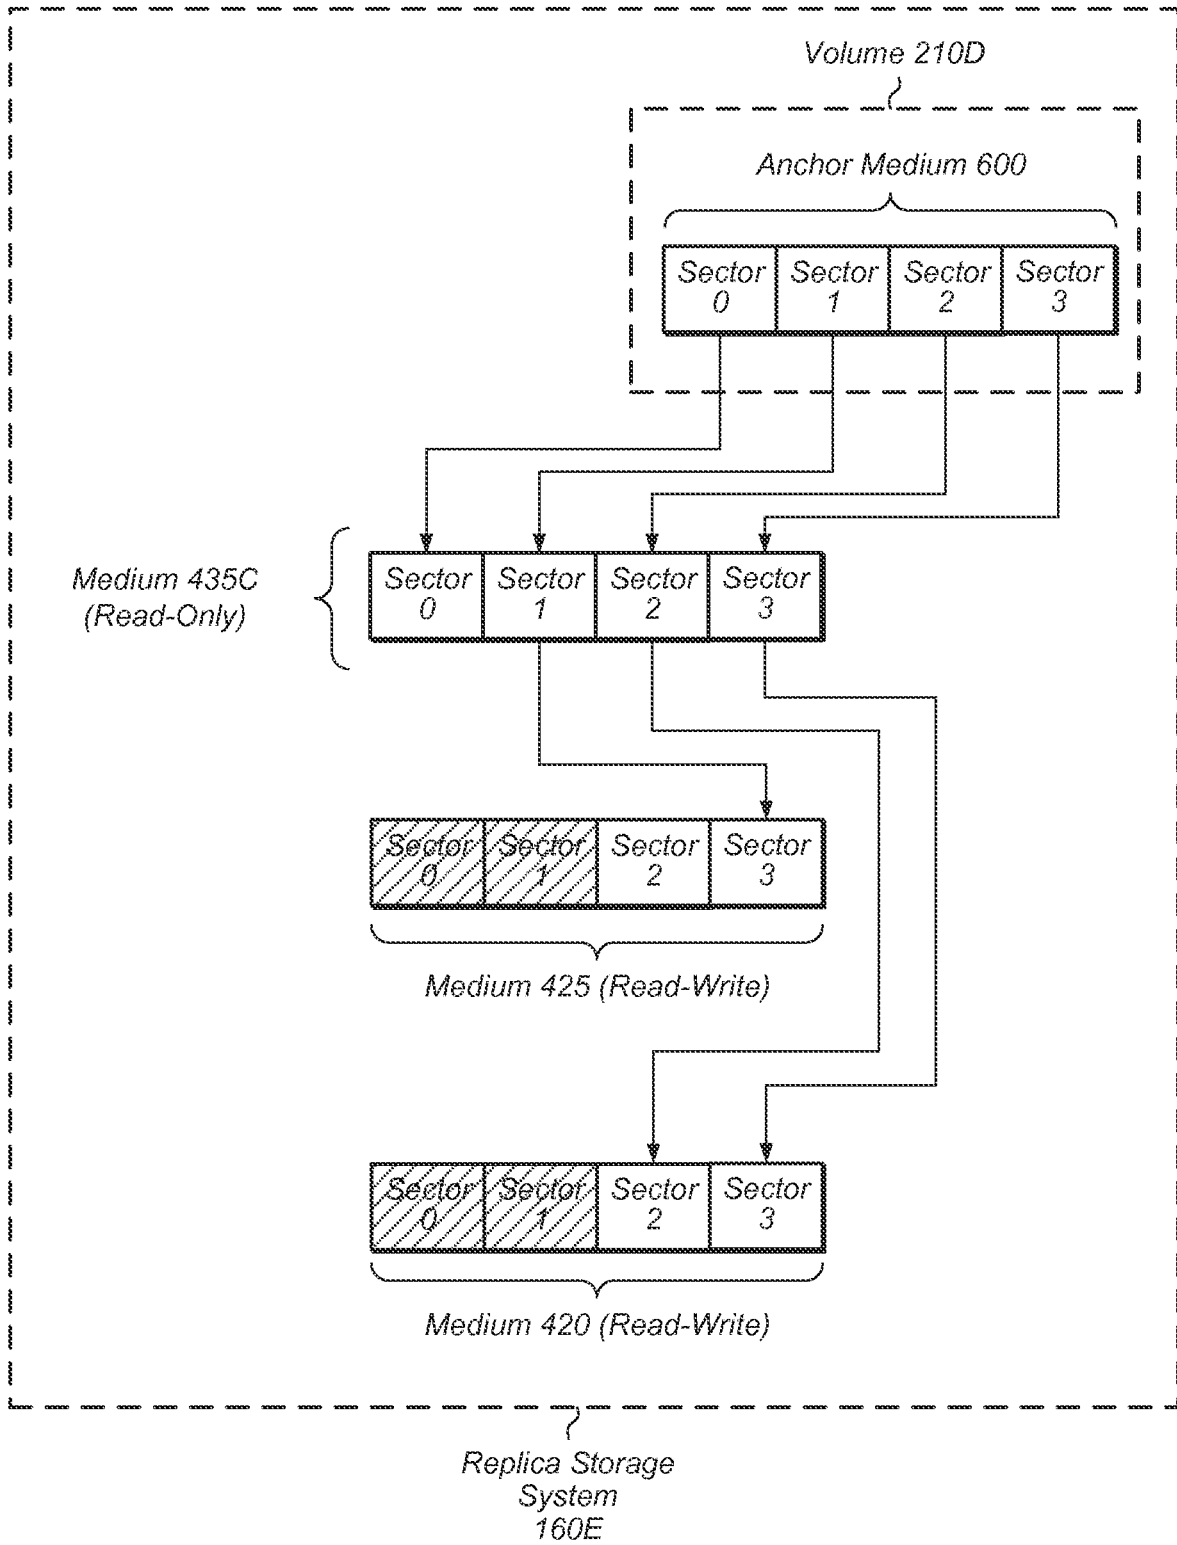 Volume 210D
Anchor Medium 600
Sector Sector Sector Sector
0 1 2 3
Medium 435C
(Read-Only)
Sector Sector Sector Sector
0 1 2 3
Sector Sector Sector Sector
0 1 2 3
Medium 425 (Read-Write)
Sector Sector Sector Sector
0 1 2 3
Medium 420 (Read-Write)
Replica Storage
System
160E